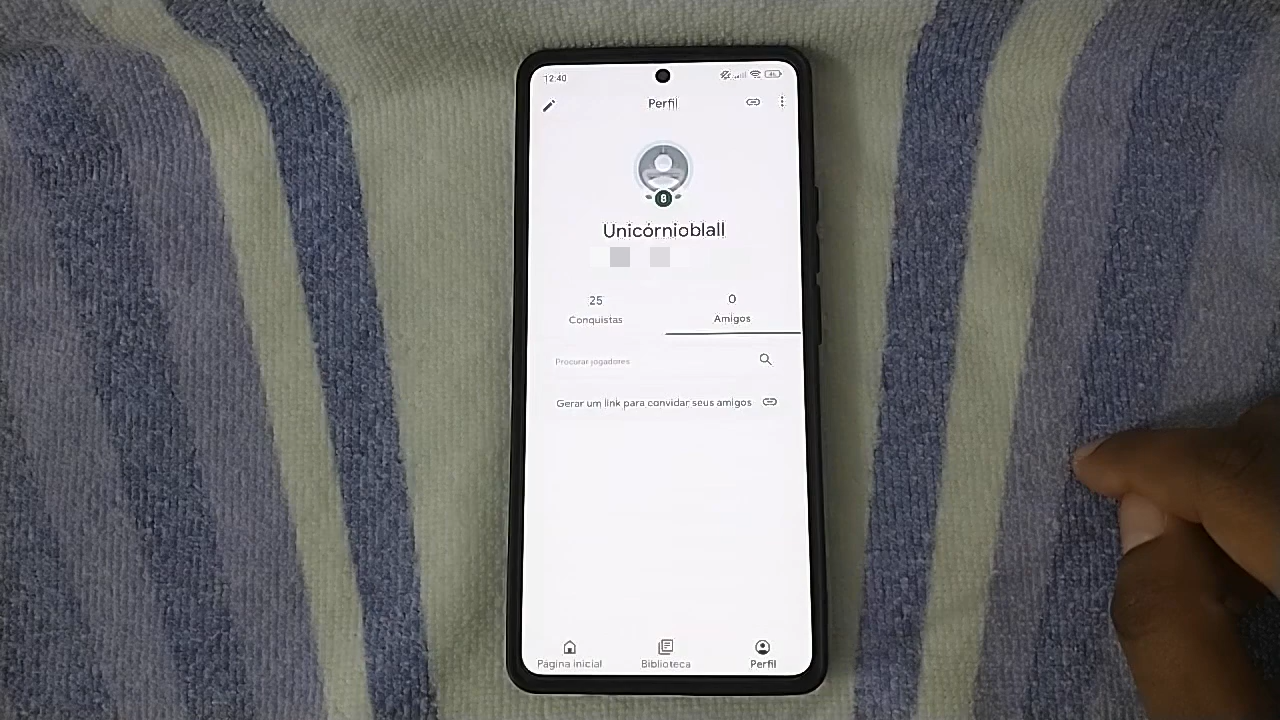 12:40
Perfil
8
Unicórnioblall
25
Conquistas
0
Amigos
Procurar jogadores
Gerar um link para convidar seus amigos
Página inicial
Biblioteca
Perfil